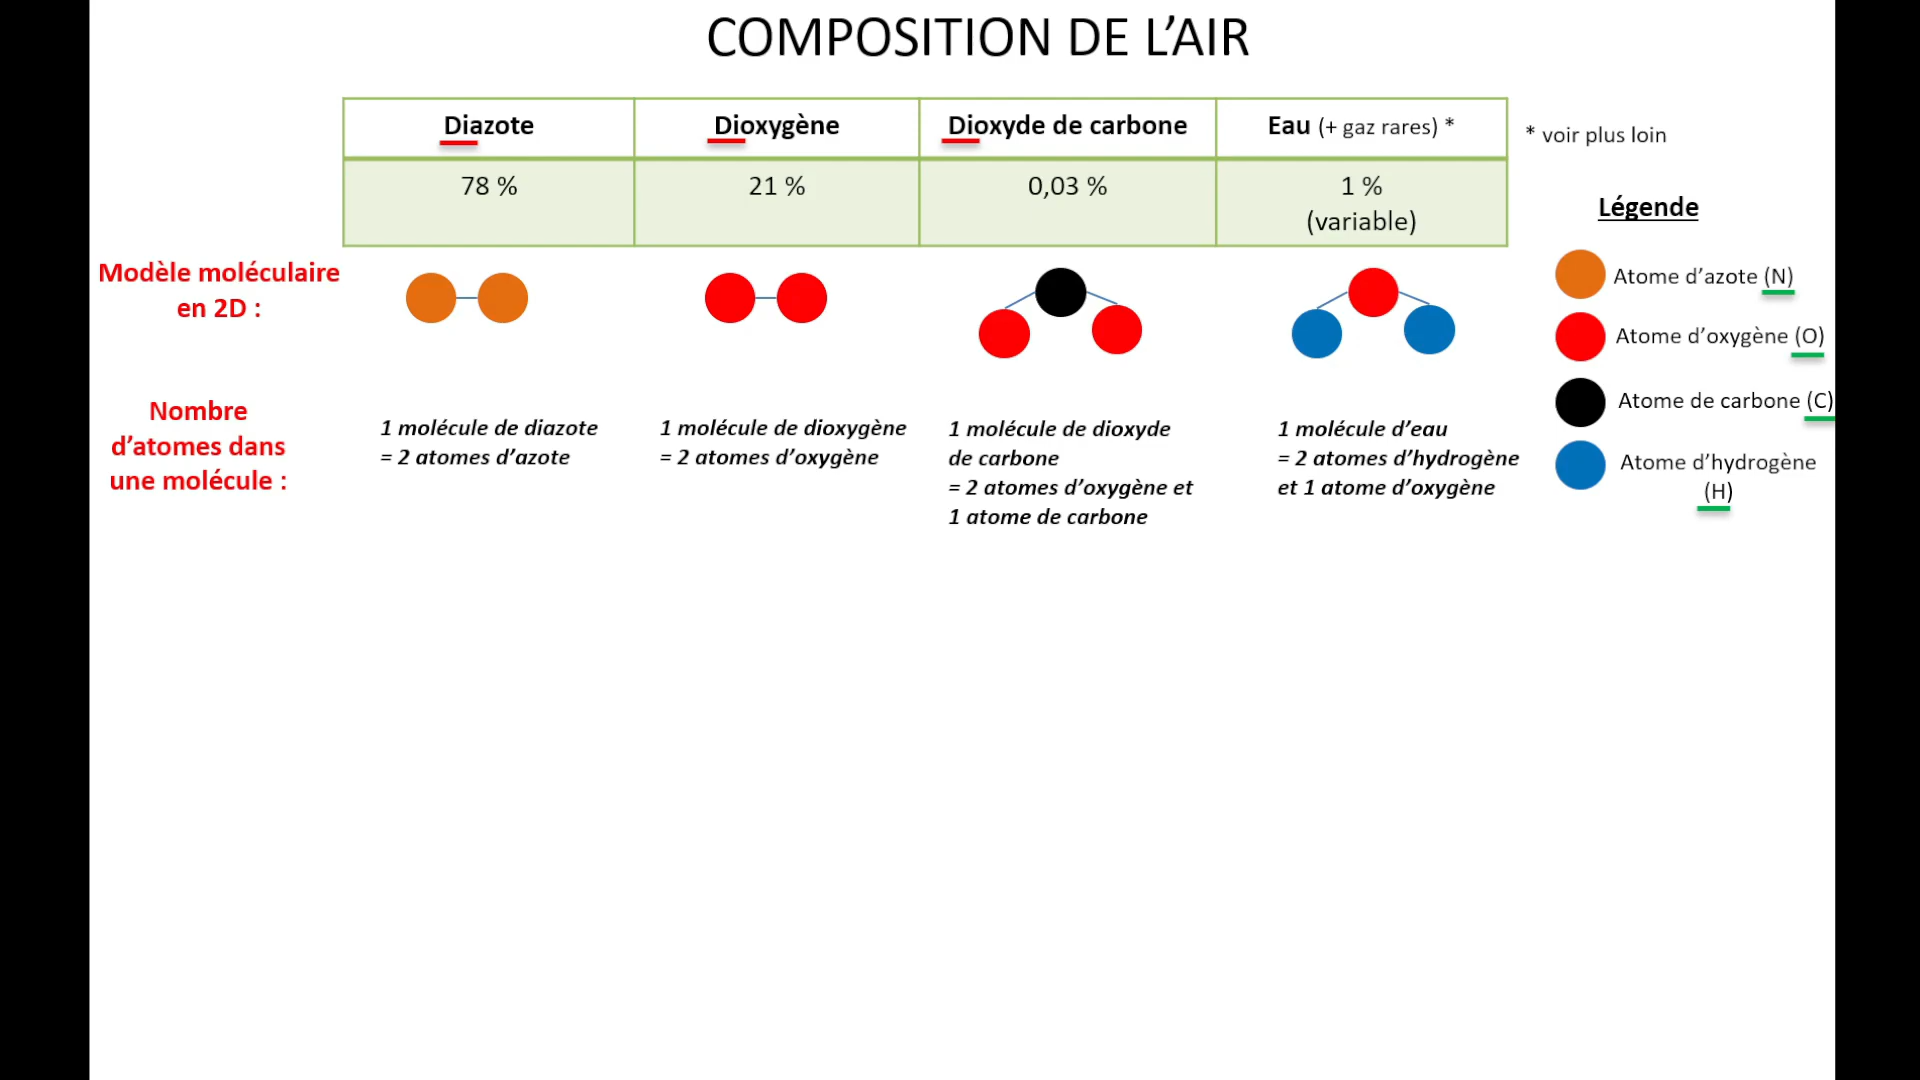 COMPOSITION DE L’AIR
Diazote
Dioxygène
Dioxyde de carbone
Eau (+ gaz rares) *
* voir plus loin
78 %
21 %
0,03 %
1 %
(variable)
Légende
Modèle moléculaire
en 2D :
Atome d’azote (N)
Atome d’oxygène (O)
Atome de carbone (C)
Atome d’hydrogène
(H)
Nombre
d’atomes dans
une molécule :
1 molécule de diazote
= 2 atomes d’azote
1 molécule de dioxygène
= 2 atomes d’oxygène
1 molécule de dioxyde
de carbone
= 2 atomes d’oxygène et
1 atome de carbone
1 molécule d’eau
= 2 atomes d’hydrogène
et 1 atome d’oxygène